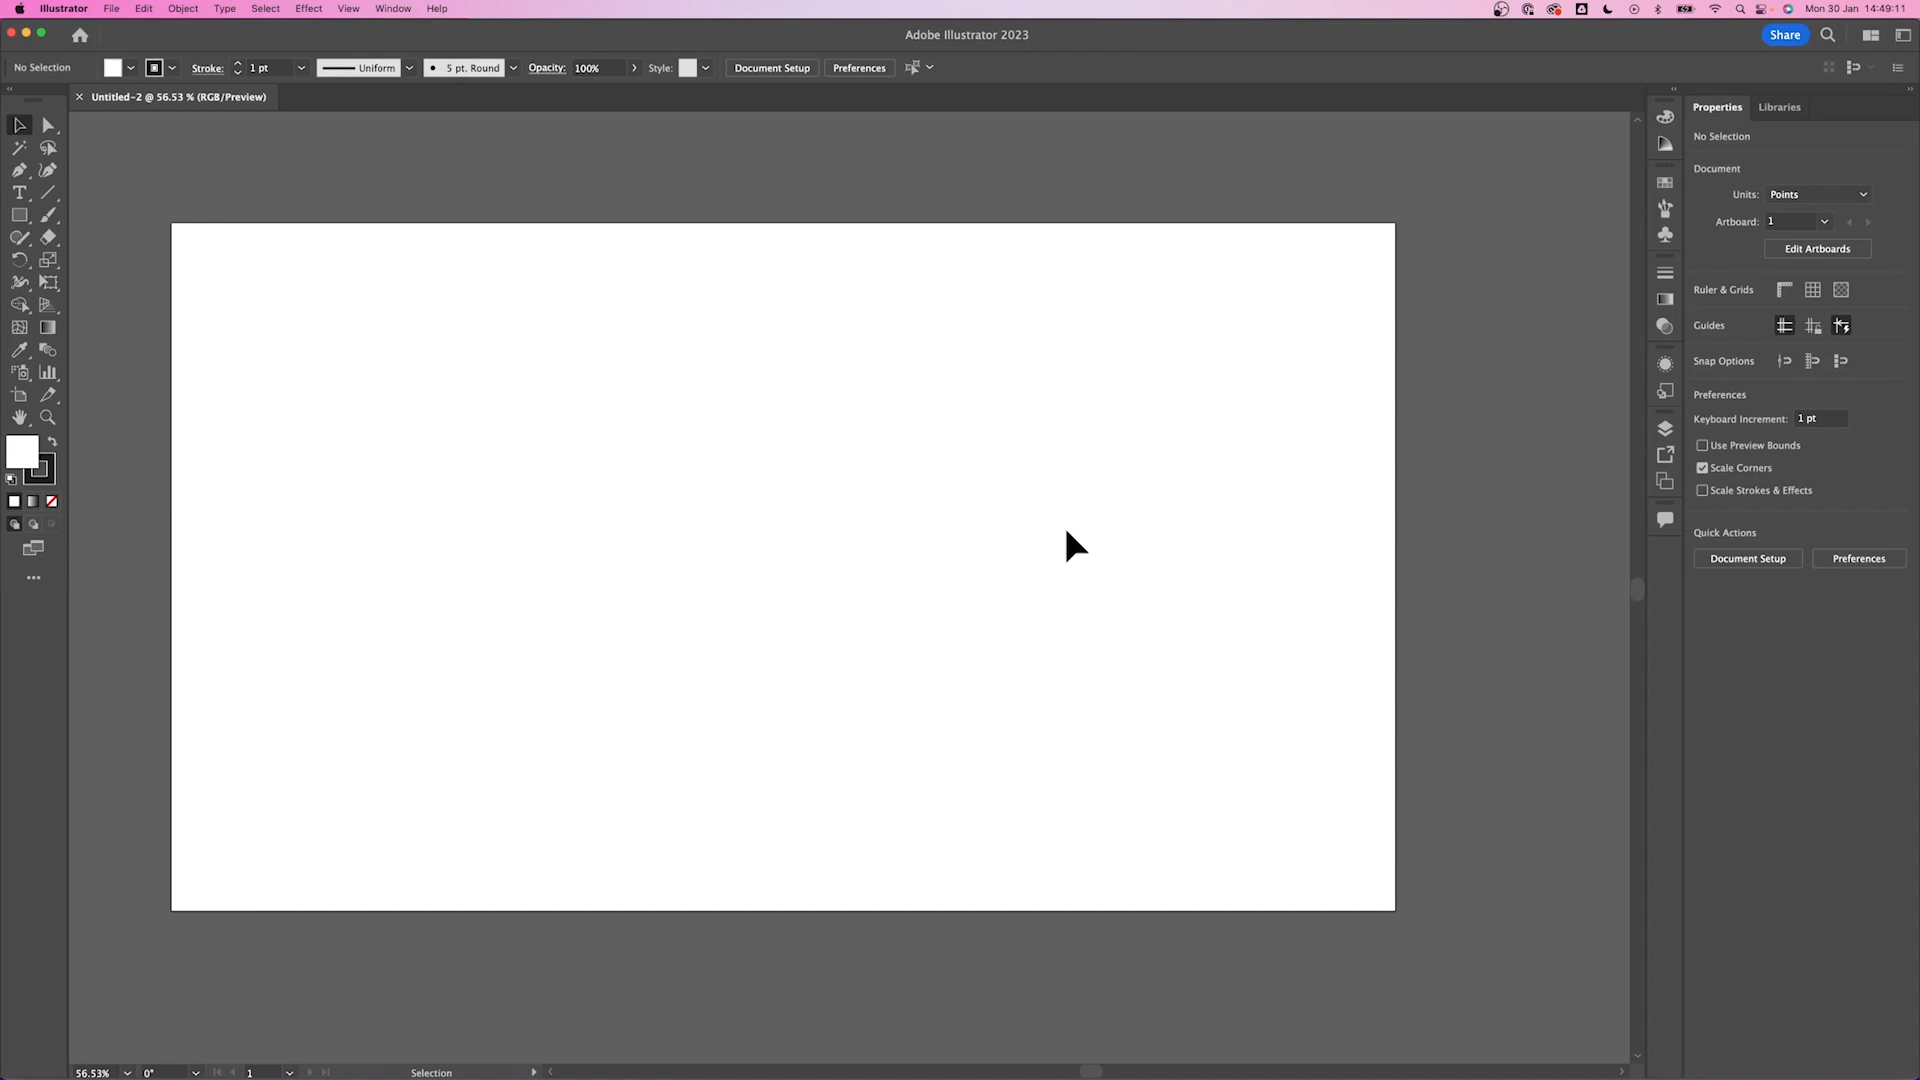 Illustrator File Edit Object Type Select Effect View Window Help Mon 30 Jan 14:49:11
Adobe Illustrator 2023 Share
No Selection Stroke: 1 pt Uniform 5 pt. Round Opacity: 100% Style: Document Setup Preferences
Untitled-2 @ 56.53 % (RGB/Preview)
Properties Libraries
No Selection
Document
Units: Points
Artboard: 1
Edit Artboards
Ruler & Grids
Guides
Snap Options
Preferences
Keyboard Increment: 1 pt
Use Preview Bounds
Scale Corners
Scale Strokes & Effects
Quick Actions
Document Setup Preferences
56.53% 0° 1 Selection